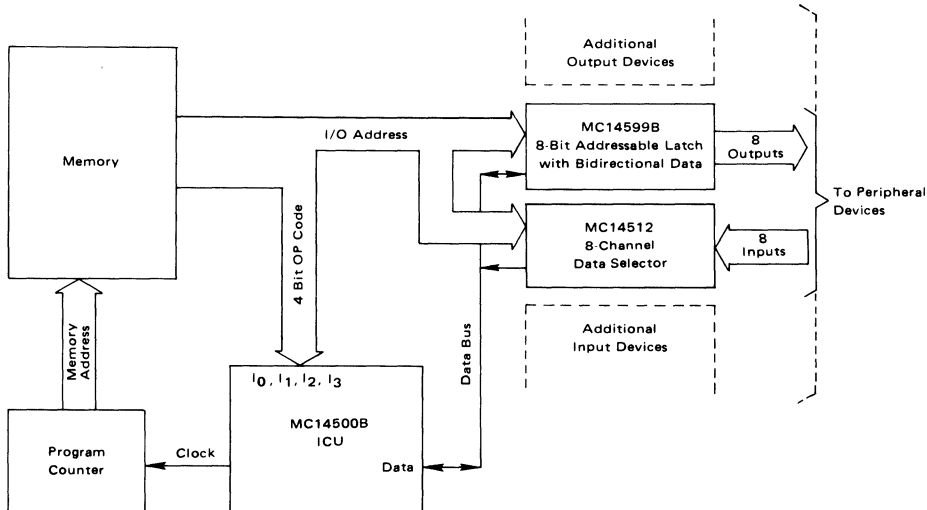 Additional
Output Devices
Memory
I/O Address
MC14599B
8-Bit Addressable Latch
with Bidirectional Data
8
Outputs
To Peripheral
Devices
4 Bit OP Code
MC14512
8-Channel
Data Selector
8
Inputs
Memory
Address
Data Bus
Additional
Input Devices
I0, I1, I2, I3
MC14500B
ICU
Program
Counter
Clock
Data